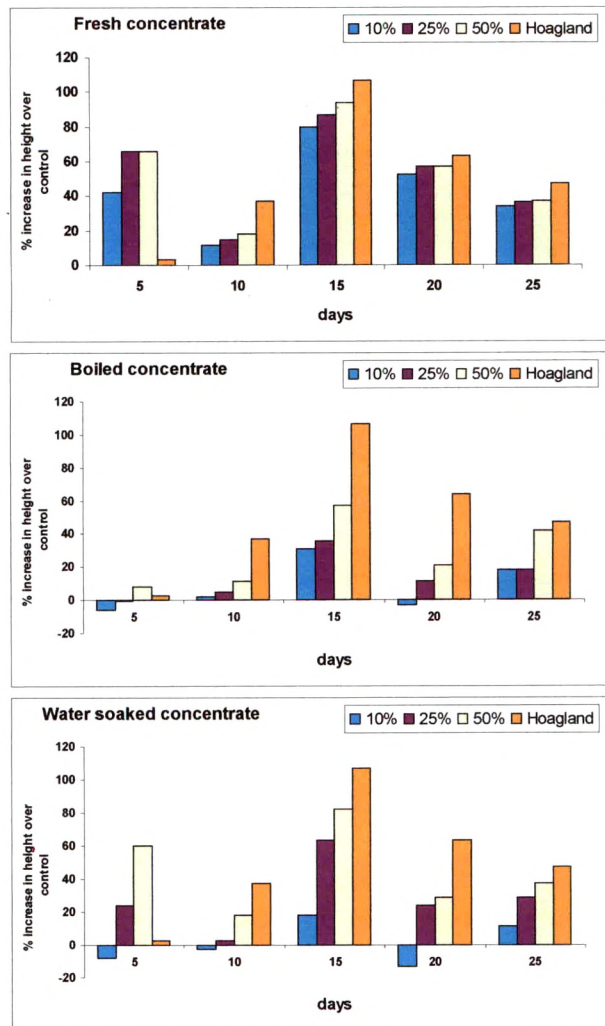 Fresh concentrate
10% 25% 50% Hoagland
% increase in height over
control
120
100
80
60
40
20
0
5 10 15 20 25
days
Boiled concentrate
10% 25% 50% Hoagland
% increase in height over
control
120
100
80
60
40
20
0
-20
5 10 15 20 25
days
Water soaked concentrate
10% 25% 50% Hoagland
% increase in height over
control
120
100
80
60
40
20
0
-20
5 10 15 20 25
days